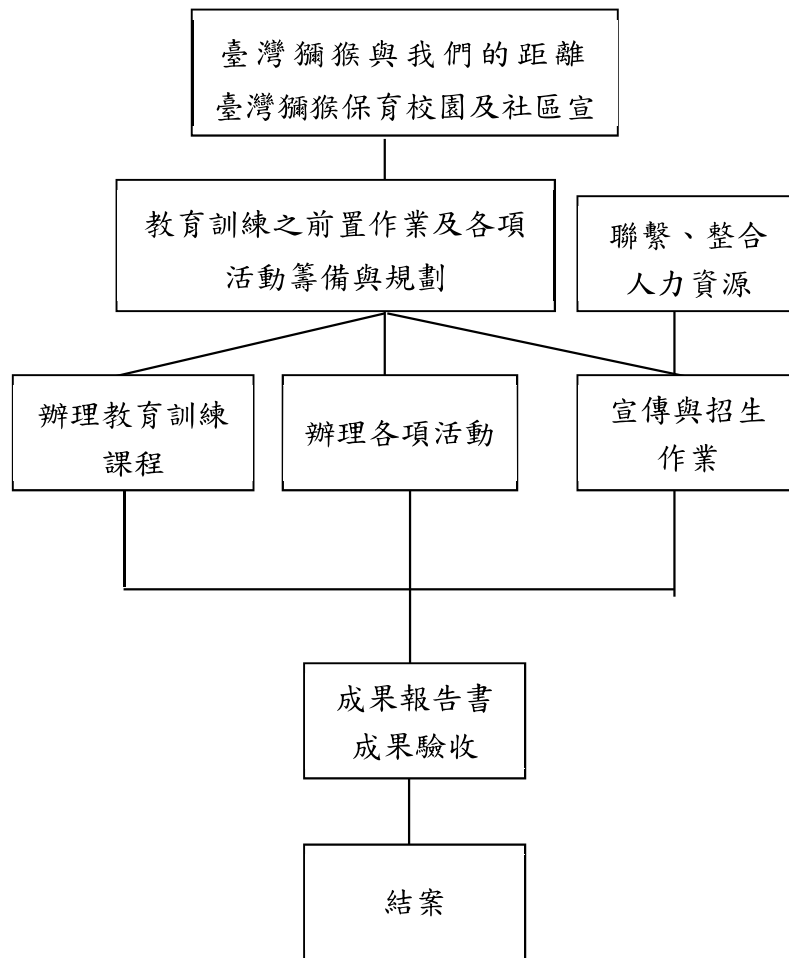 臺灣獼猴與我們的距離
臺灣獼猴保育校園及社區宣
教育訓練之前置作業及各項
活動籌備與規劃
聯繫、整合
人力資源
辦理教育訓練
課程
辦理各項活動
宣傳與招生
作業
成果報告書
成果驗收
結案